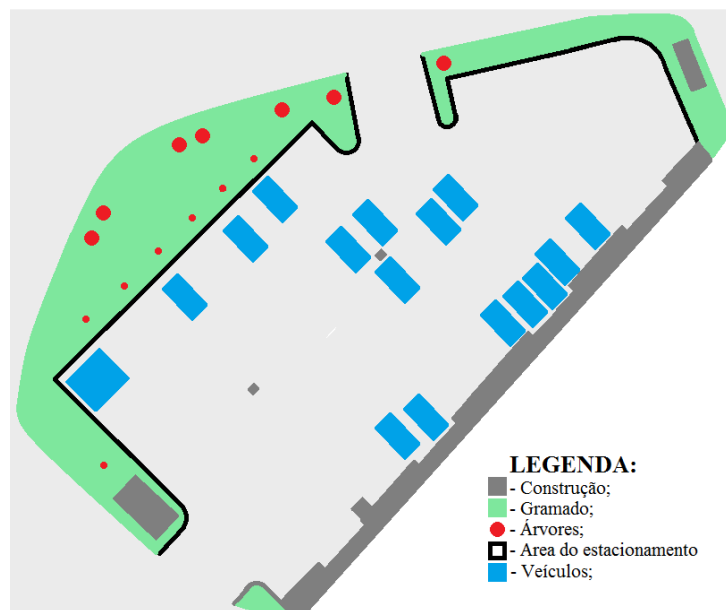 LEGENDA:
- Construção;
- Gramado;
- Árvores;
- Area do estacionamento
- Veículos;